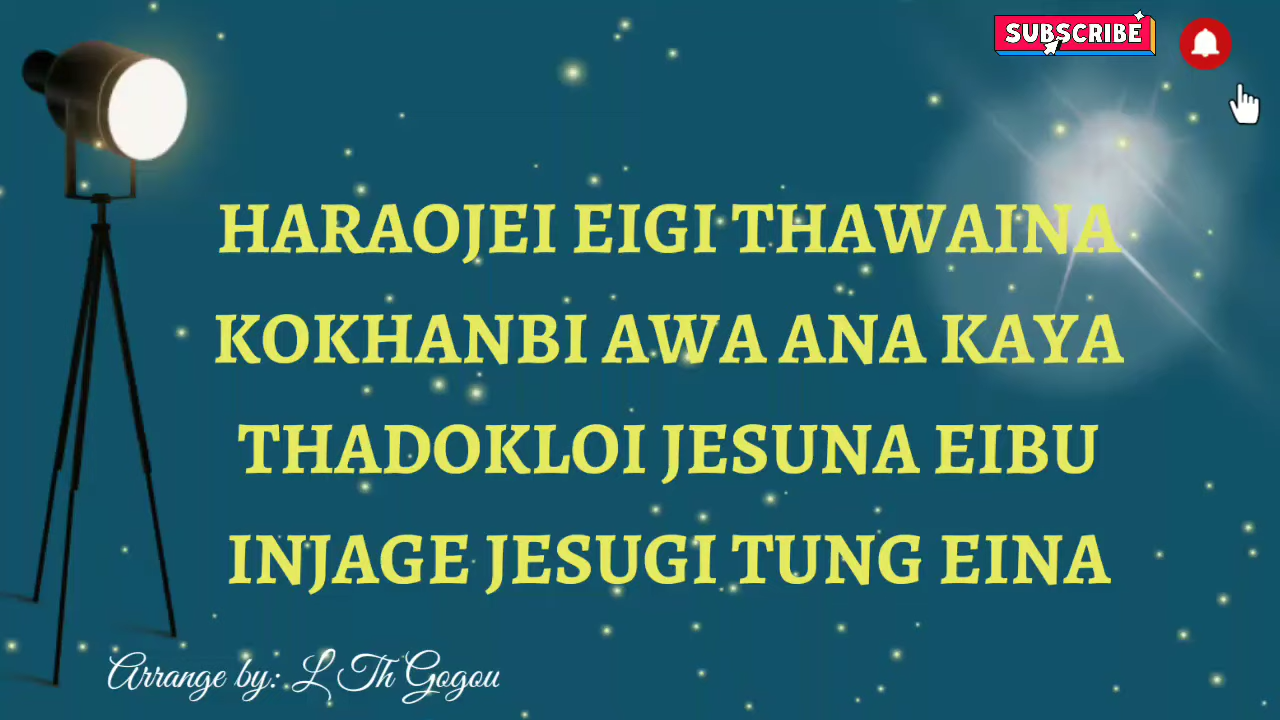 SUBSCRIBE
HARAOJEI EIGI THAWAINA
KOKHANBI AWA ANA KAYA
THADOKLOI JESUNA EIBU
INJAGE JESUGI TUNG EINA
Arrange by: L Th Gogou